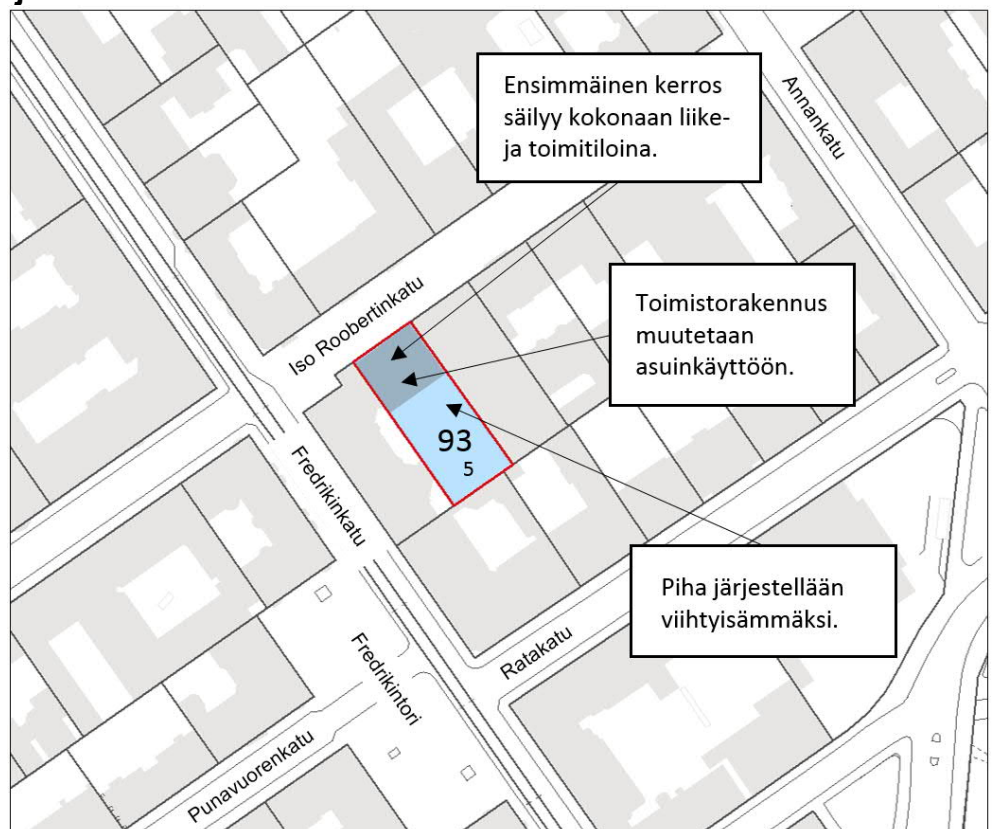 Ensimmäinen kerros
säilyy kokonaan liike-
ja toimitiloina.
Annankatu
Toimistorakennus
muutetaan
asuinkäyttöön.
Iso Roobertinkatu
93
5
Fredrikinkatu
Piha järjestellään
viihtyisämmäksi.
Ratakatu
Fredrikintori
Punavuorenkatu